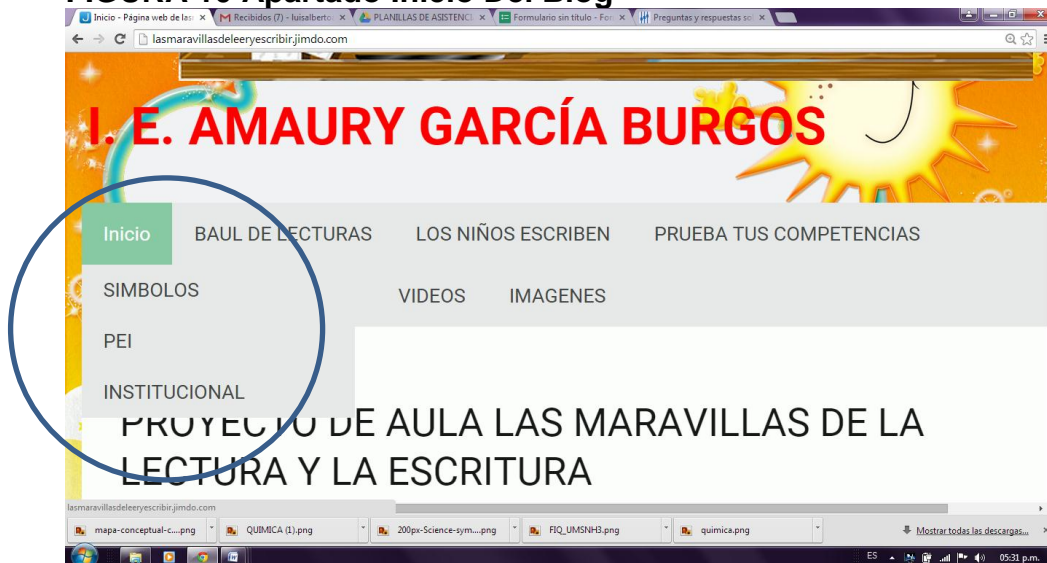 FIGURA 10 Apartado Inicio Del Blog
Inicio - Página web de las
Recibidos (7) - luisalberto
PLANILLAS DE ASISTENCI
Formulario sin título - For
Preguntas y respuestas so
lasmaravillasdeleeryescribir.jimdo.com
I. E. AMAURY GARCÍA BURGOS
Inicio BAUL DE LECTURAS LOS NIÑOS ESCRIBEN PRUEBA TUS COMPETENCIAS
SIMBOLOS VIDEOS IMAGENES
PEI
INSTITUCIONAL
PROYECTO DE AULA LAS MARAVILLAS DE LA
LECTURA Y LA ESCRITURA
lasmaravillasdeleeryescribir.jimdo.com
mapa-conceptual-c....png QUIMICA (1).png 200px-Science-sym....png FIQ_UMSNH3.png quimica.png Mostrar todas las descargas...
ES 05:31 p.m.